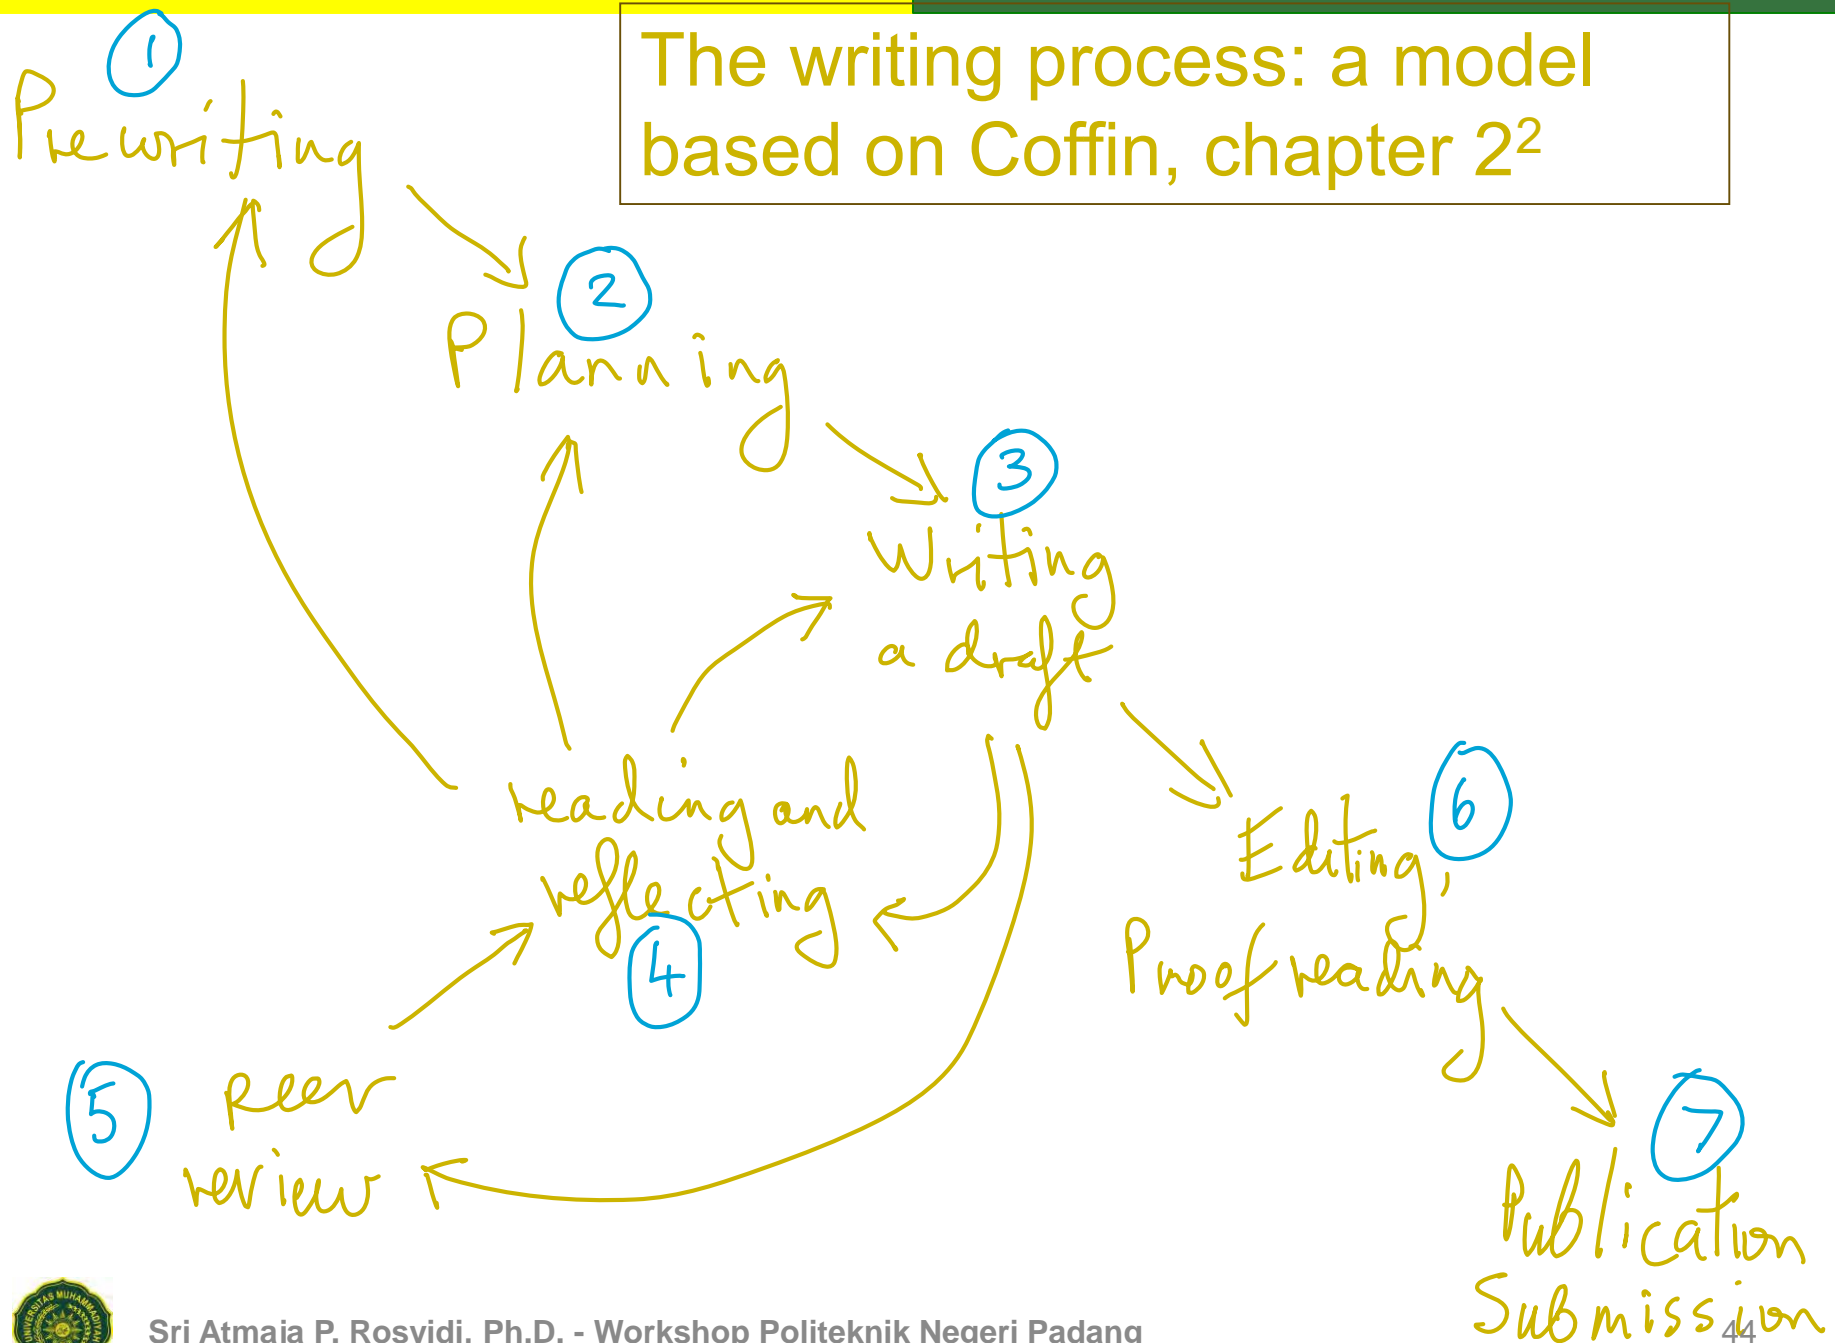 The writing process: a model
based on Coffin, chapter 2²
1
Prewriting
2
Planning
3
Writing
a draft
reading and
reflecting
4
5
peer
review
6
Editing,
Proofreading
7
Publication
Submission
UNIVERSITAS MUHAMMADIYAH
Sri Atmaja P. Rosyidi, Ph.D. - Workshop Politeknik Negeri Padang
44